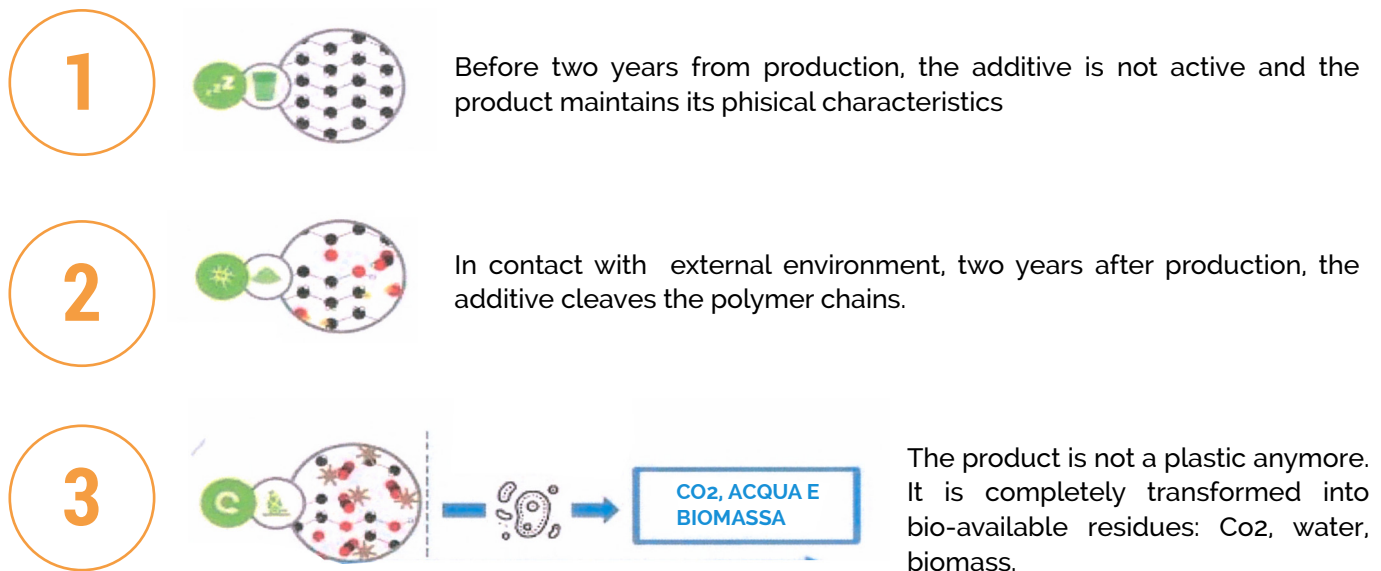 1
zzZ
Before two years from production, the additive is not active and the
product maintains its phisical characteristics
2
In contact with external environment, two years after production, the
additive cleaves the polymer chains.
3
CO2, ACQUA E
BIOMASSA
The product is not a plastic anymore.
It is completely transformed into
bio-available residues: Co2, water,
biomass.